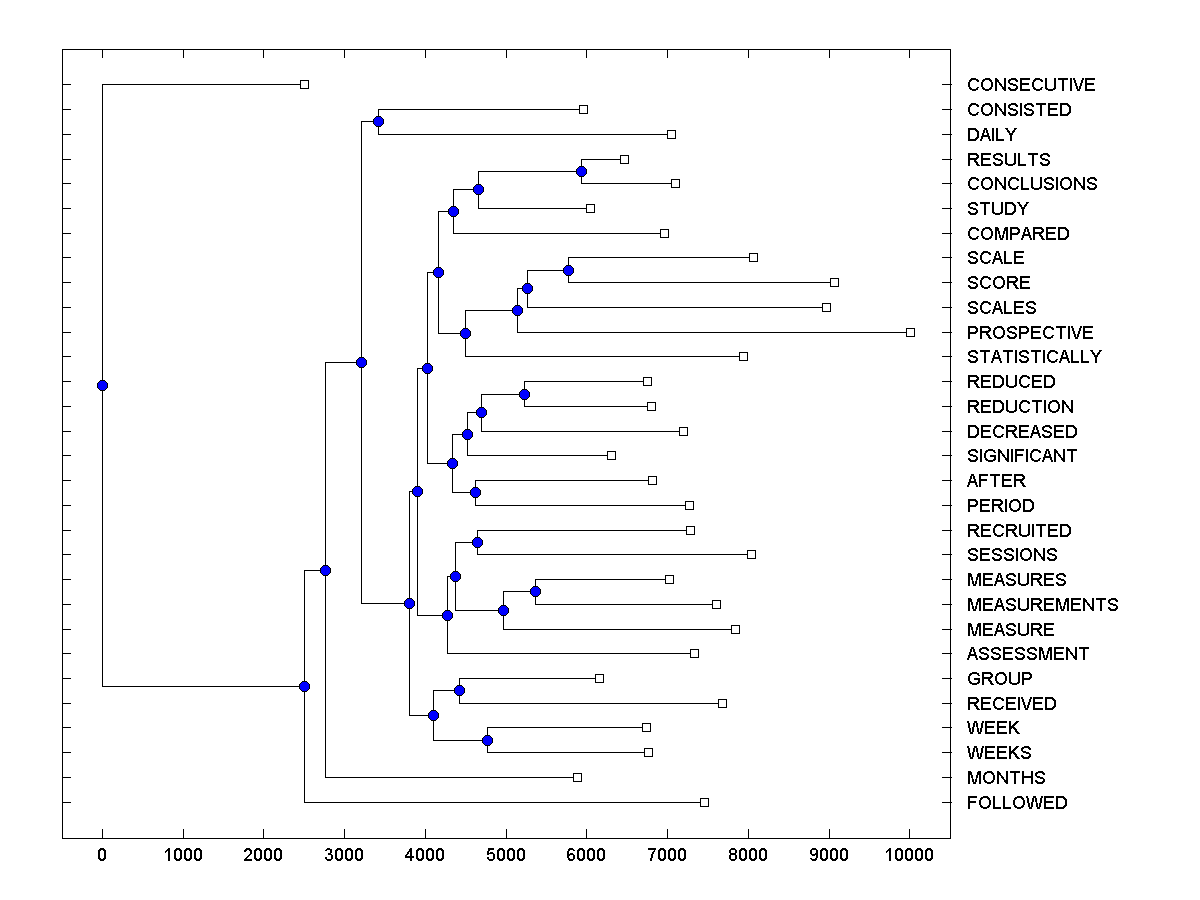 CONSECUTIVE
CONSISTED
DAILY
RESULTS
CONCLUSIONS
STUDY
COMPARED
SCALE
SCORE
SCALES
PROSPECTIVE
STATISTICALLY
REDUCED
REDUCTION
DECREASED
SIGNIFICANT
AFTER
PERIOD
RECRUITED
SESSIONS
MEASURES
MEASUREMENTS
MEASURE
ASSESSMENT
GROUP
RECEIVED
WEEK
WEEKS
MONTHS
FOLLOWED
0 1000 2000 3000 4000 5000 6000 7000 8000 9000 10000